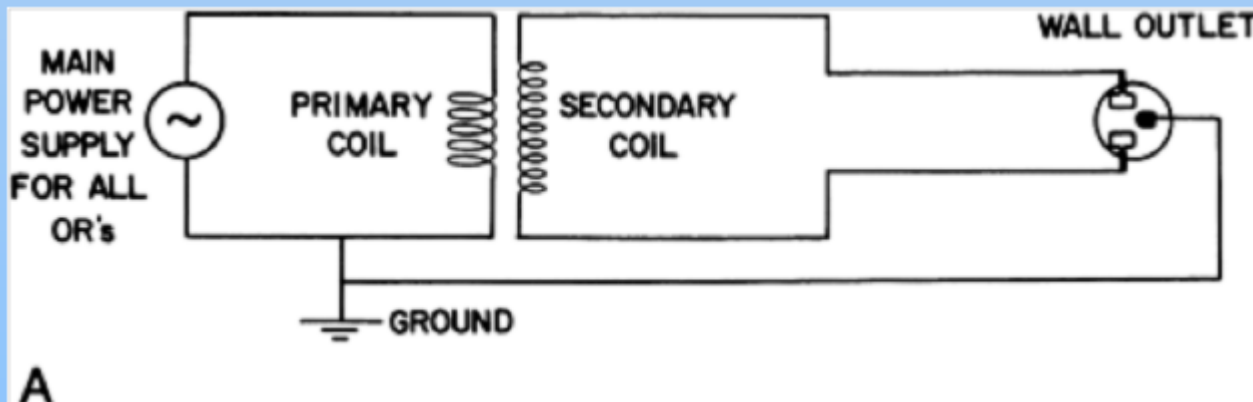 MAIN
POWER
SUPPLY
FOR ALL
OR's
~
PRIMARY
COIL
SECONDARY
COIL
WALL OUTLET
GROUND
A